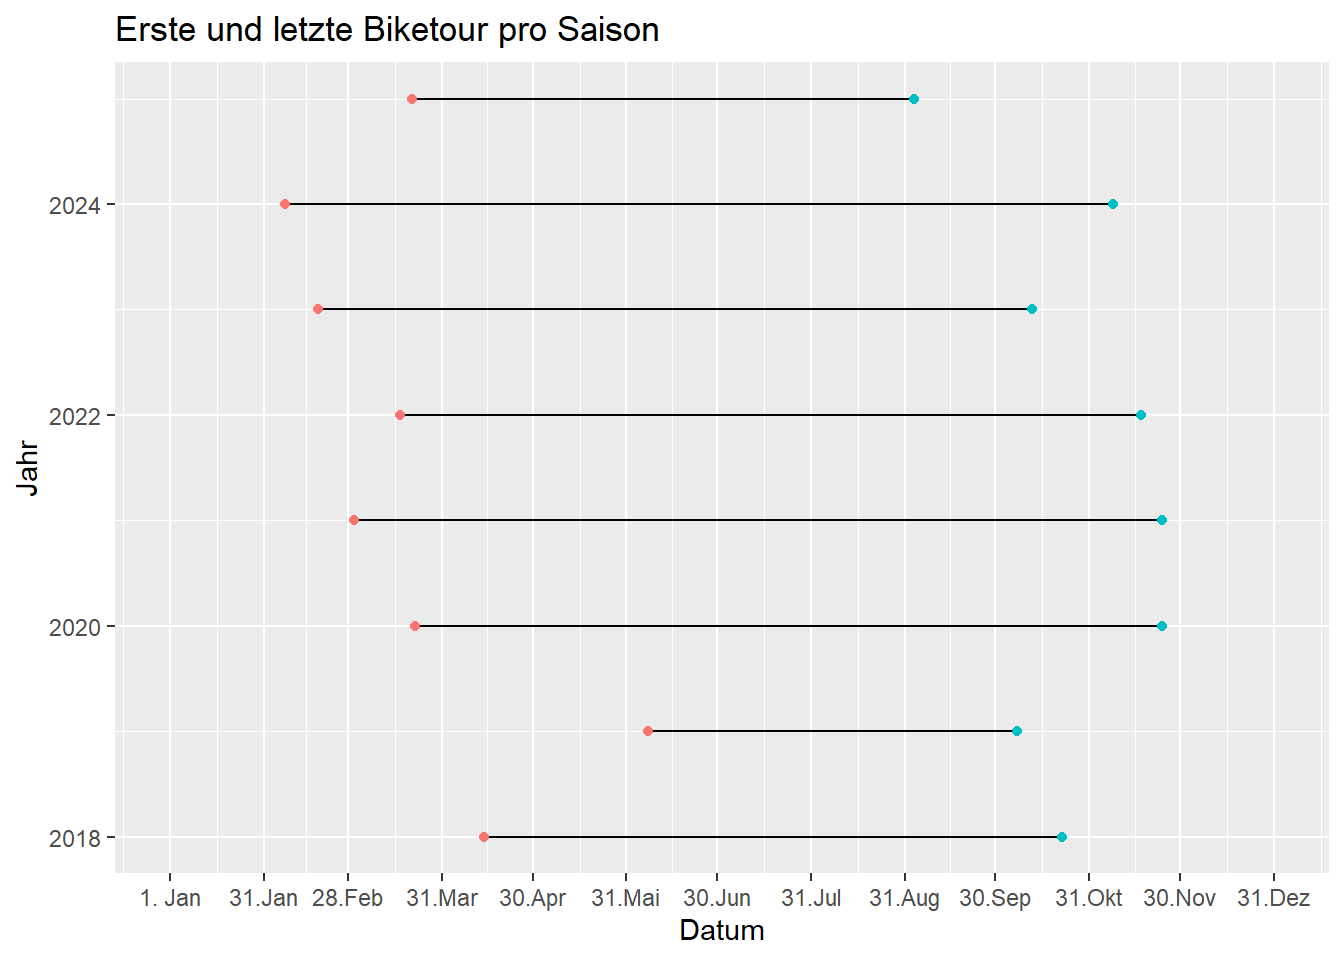 Erste und letzte Biketour pro Saison
2024
2022
2020
2018
Jahr
1. Jan 31.Jan 28.Feb 31.Mar 30.Apr 31.Mai 30.Jun 31.Jul 31.Aug 30.Sep 31.Okt 30.Nov 31.Dez
Datum